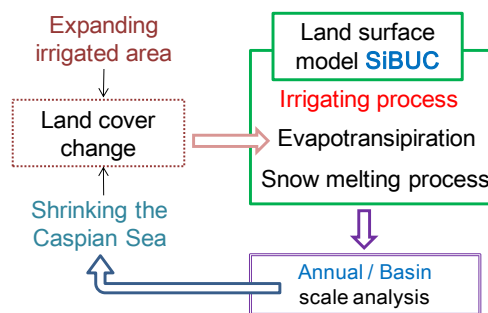 Expanding
irrigated area
Land cover
change
Shrinking the
Caspian Sea
Land surface
model SiBUC
Irrigating process
Evapotransipiration
Snow melting process
Annual / Basin
scale analysis